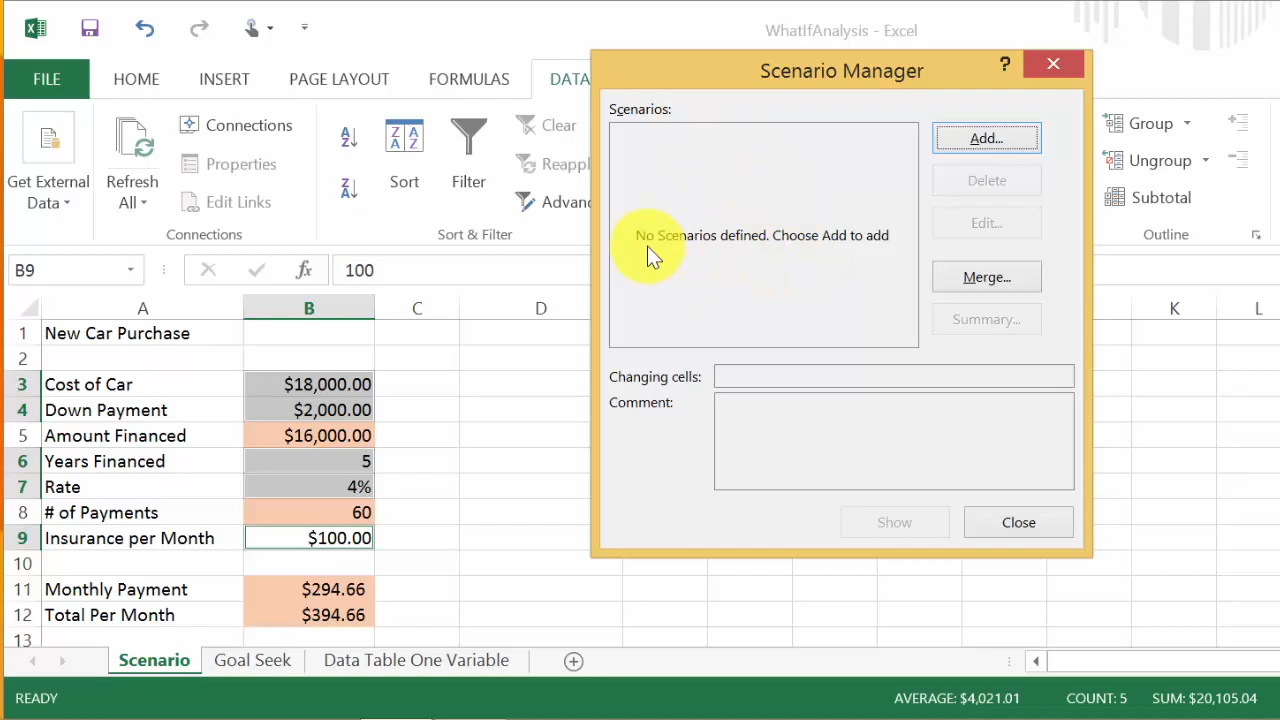 WhatIfAnalysis - Excel
FILE HOME INSERT PAGE LAYOUT FORMULAS DATA
Get External Data
Refresh All
Connections
Properties
Edit Links
Connections
Sort
Filter
Clear
Advanc
Sort & Filter
Group
Ungroup
Subtotal
Outline
Scenario Manager ?
Scenarios:
No Scenarios defined. Choose Add to add
Add...
Delete
Edit...
Merge...
Summary...
Changing cells:
Comment:
Show
Close
B9 fx 100
A B C D K L
1 New Car Purchase
2
3 Cost of Car $18,000.00
4 Down Payment $2,000.00
5 Amount Financed $16,000.00
6 Years Financed 5
7 Rate 4%
8 # of Payments 60
9 Insurance per Month $100.00
10
11 Monthly Payment $294.66
12 Total Per Month $394.66
13
Scenario Goal Seek Data Table One Variable
READY AVERAGE: $4,021.01 COUNT: 5 SUM: $20,105.04